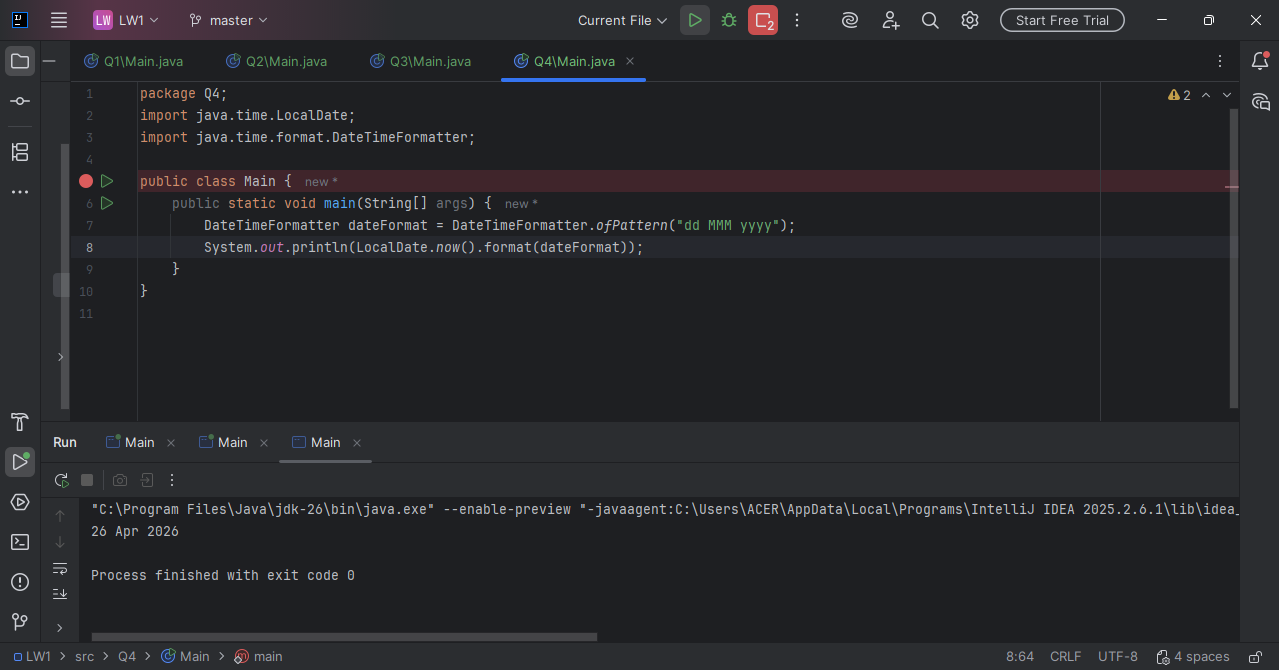 LW LW1 master Current File 2 Start Free Trial
Q1\Main.java Q2\Main.java Q3\Main.java Q4\Main.java
1 package Q4;
2 import java.time.LocalDate;
3 import java.time.format.DateTimeFormatter;
4
public class Main { new *
6 public static void main(String[] args) { new *
7 DateTimeFormatter dateFormat = DateTimeFormatter.ofPattern("dd MMM yyyy");
8 System.out.println(LocalDate.now().format(dateFormat));
9 }
10 }
11
2
Run Main Main Main
"C:\Program Files\Java\jdk-26\bin\java.exe" --enable-preview "-javaagent:C:\Users\ACER\AppData\Local\Programs\IntelliJ IDEA 2025.2.6.1\lib\idea_
26 Apr 2026
Process finished with exit code 0
LW1 > src > Q4 > Main > main 8:64 CRLF UTF-8 4 spaces